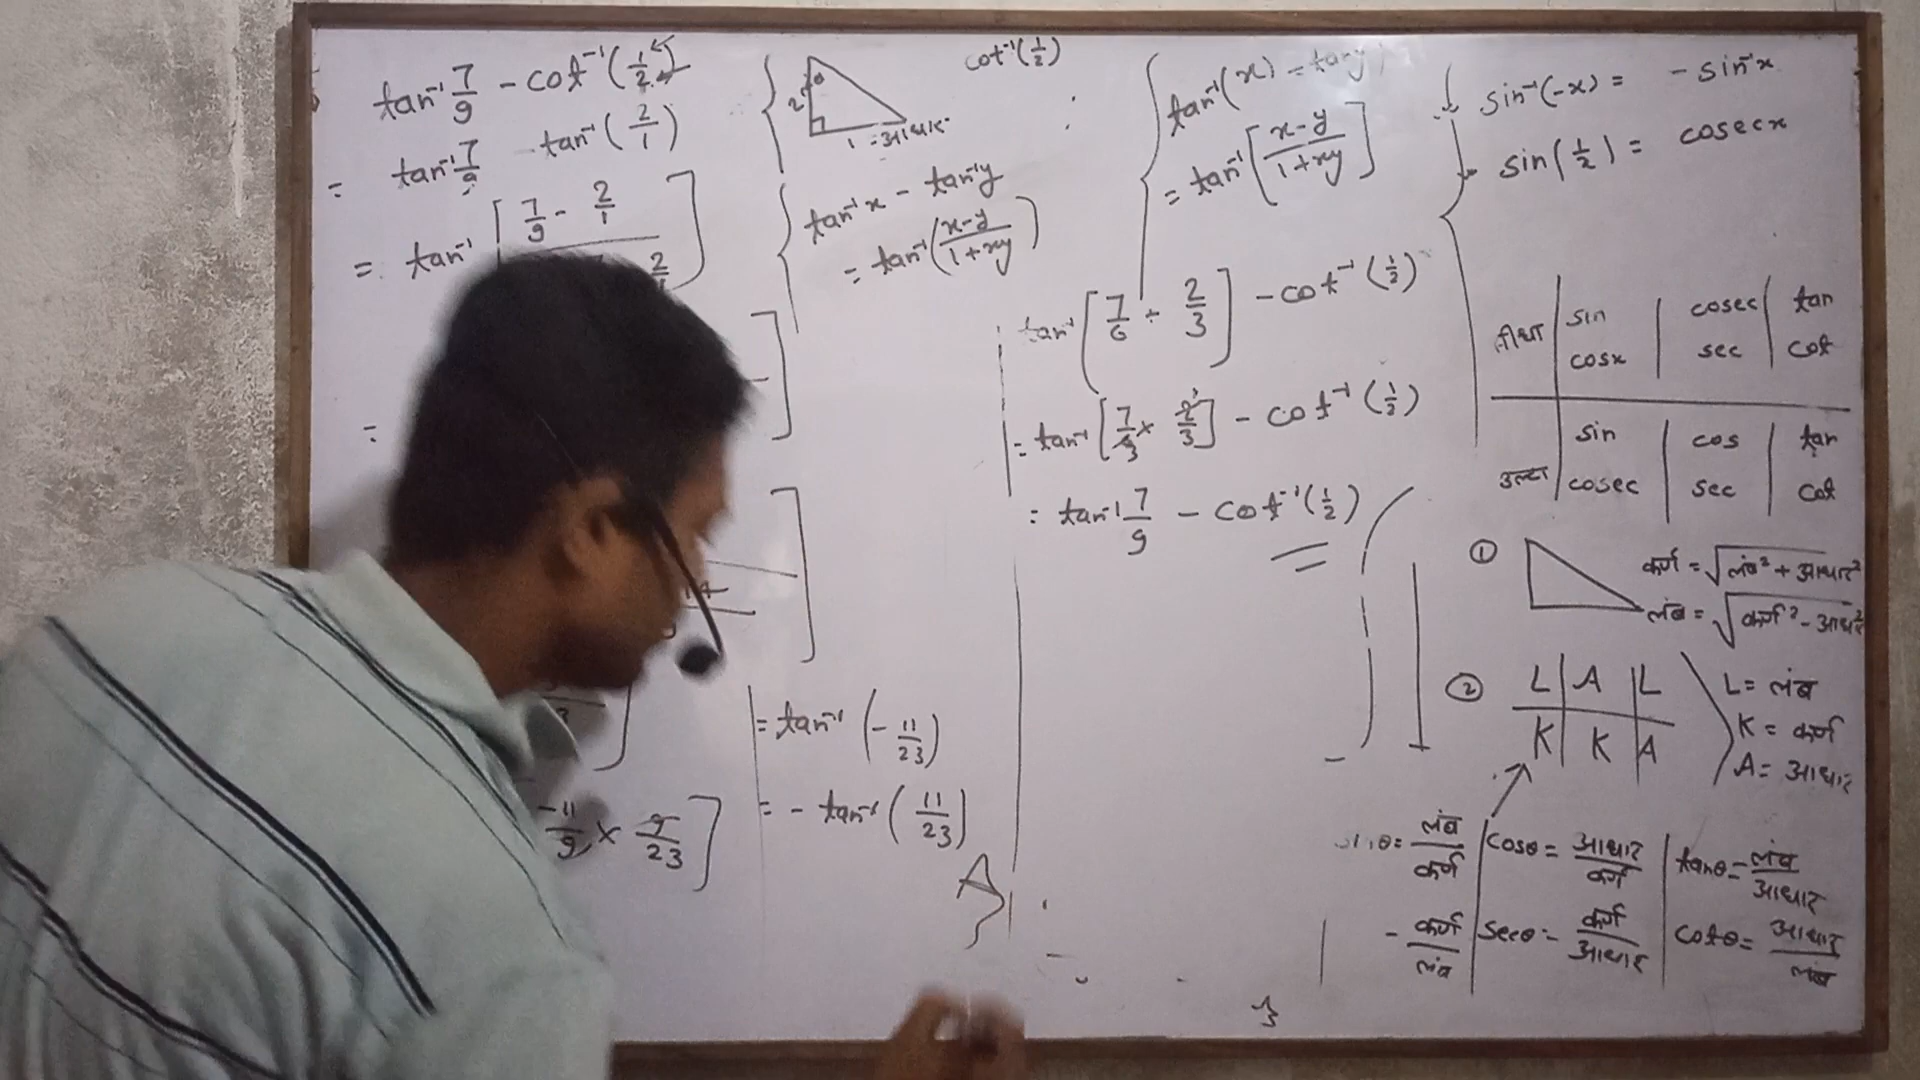 tan⁻¹ 7/9 - cot⁻¹(1/2)
= tan⁻¹ 7/9 - tan⁻¹(2/1)
= tan⁻¹ [7/9 - 2/1
2
=
-11/9 × 9/23]
= tan⁻¹(-11/23)
= - tan⁻¹(11/23)
A
θ
2
1 = आधार
cot⁻¹(1/2)
tan⁻¹x - tan⁻¹y
= tan⁻¹(x-y/1+xy)
tan⁻¹(x) - tan y
= tan⁻¹[x-y/1+xy]
tan⁻¹[7/6 ÷ 2/3] - cot⁻¹(1/2)
= tan⁻¹[7/3 × 2/3] - cot⁻¹(1/2)
= tan⁻¹ 7/9 - cot⁻¹(1/2)
sin⁻¹(-x) = - sin⁻¹x
sin(1/x) = cosec x
sin | cosec | tan
cosx | sec | cot
उल्टा
sin | cos | tan
cosec | sec | cot
① कर्ण = √लंब² + आधार²
लंब = √कर्ण² - आधार²
② L | A | L
K | K | A
L = लंब
K = कर्ण
A = आधार
θ = लंब/कर्ण | cosθ = आधार/कर्ण | tanθ = लंब/आधार
- कर्ण/लंब | secθ = कर्ण/आधार | cotθ = आधार/लंब